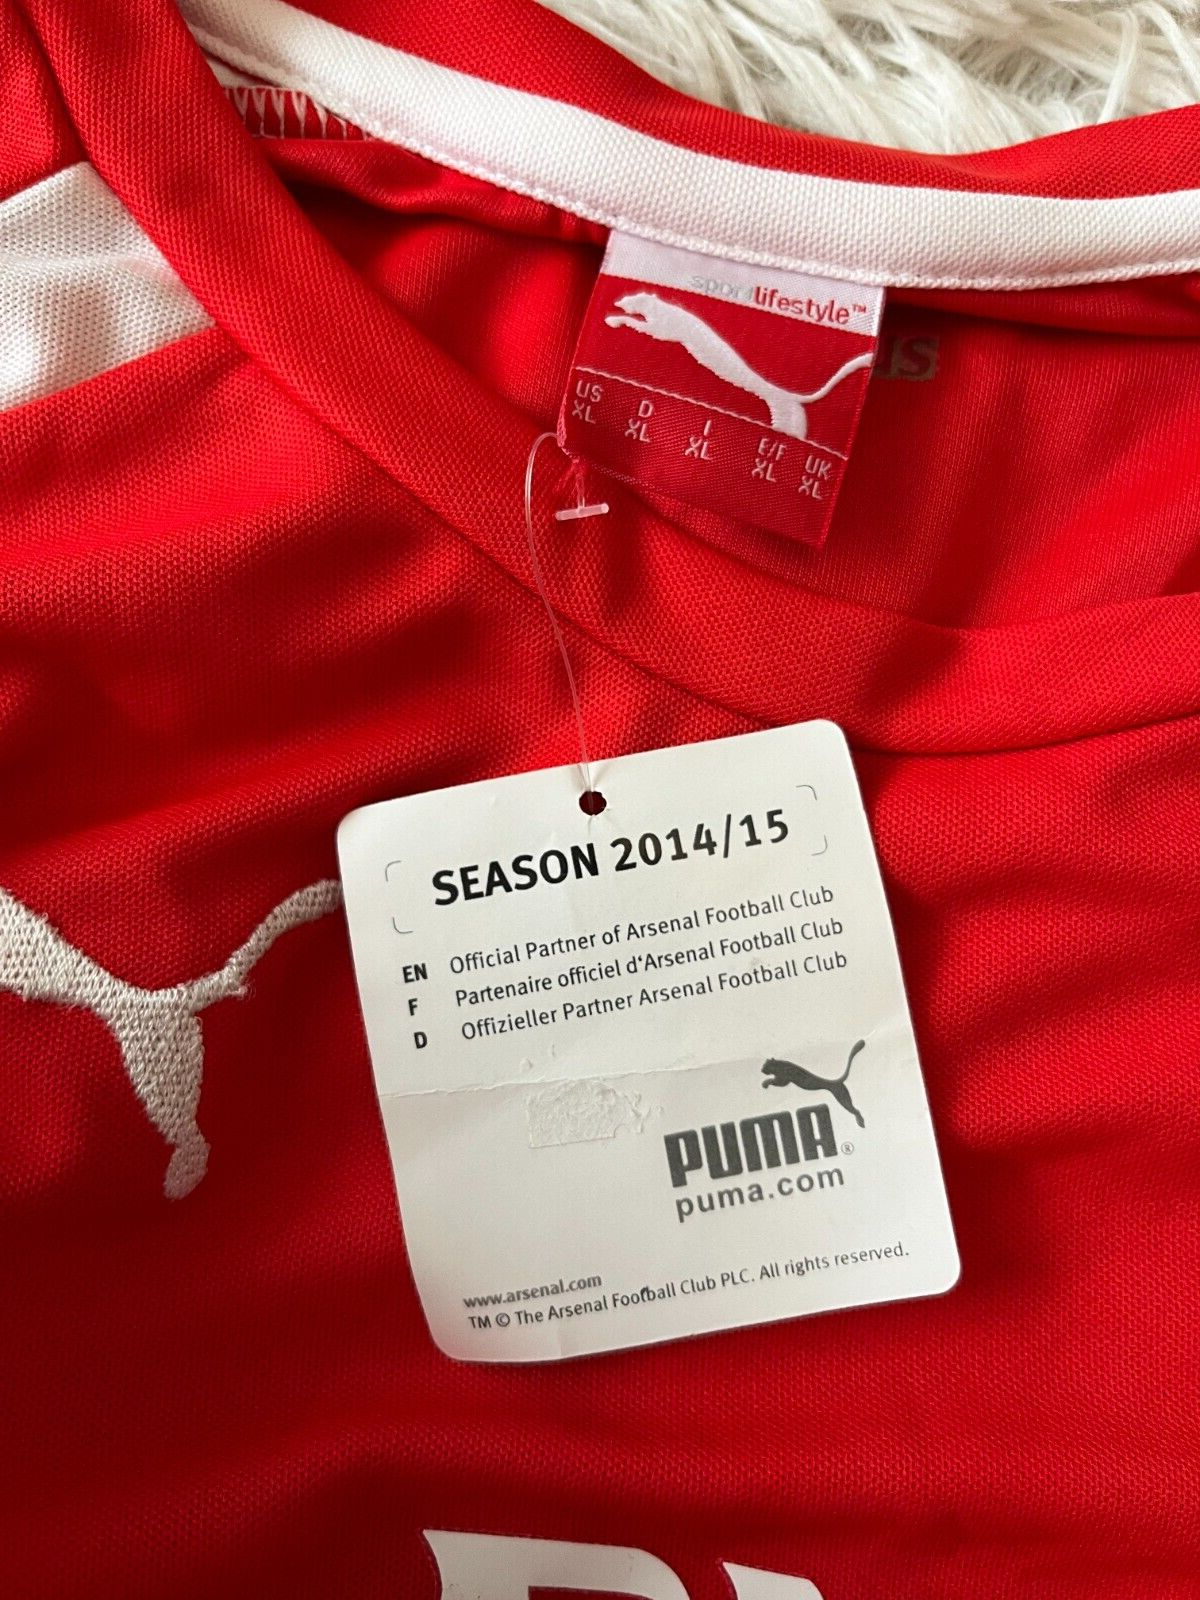 sportlifestyle™
US D I E/F UK
XL XL XL XL XL
SEASON 2014/15
EN Official Partner of Arsenal Football Club
F Partenaire officiel d'Arsenal Football Club
D Offizieller Partner Arsenal Football Club
PUMA®
puma.com
www.arsenal.com
TM © The Arsenal Football Club PLC. All rights reserved.